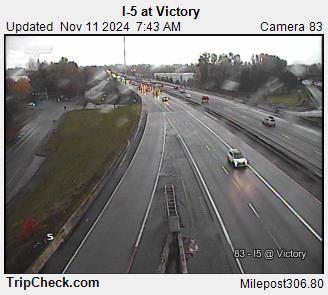 I-5 at Victory
Updated Nov 11 2024 7:43 AM Camera 83
83 - I5 @ Victory
TripCheck.com Milepost306.80